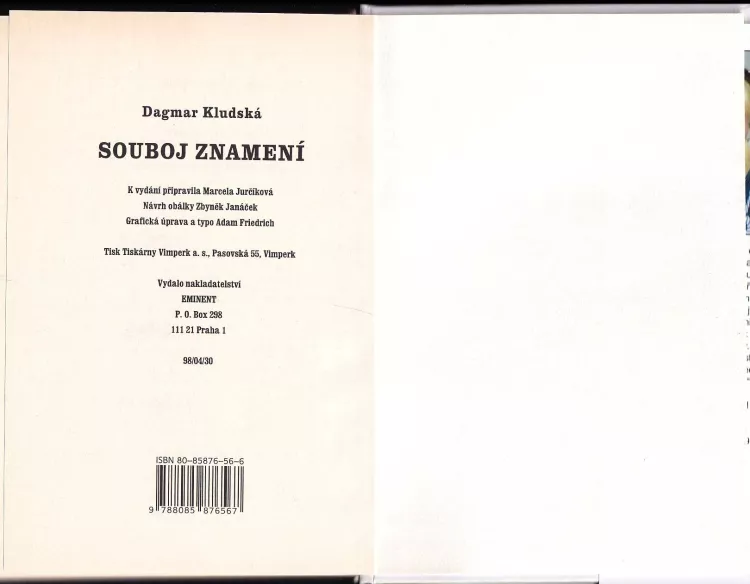 Dagmar Kludská
SOUBOJ ZNAMENÍ
K vydání připravila Marcela Jurčíková
Návrh obálky Zbyněk Janáček
Grafická úprava a typo Adam Friedrich
Tisk Tiskárny Vimperk a. s., Pasovská 55, Vimperk
Vydalo nakladatelství
EMINENT
P. O. Box 298
111 21 Praha 1
98/04/30
ISBN 80-85876-56-6
9 788085 876567